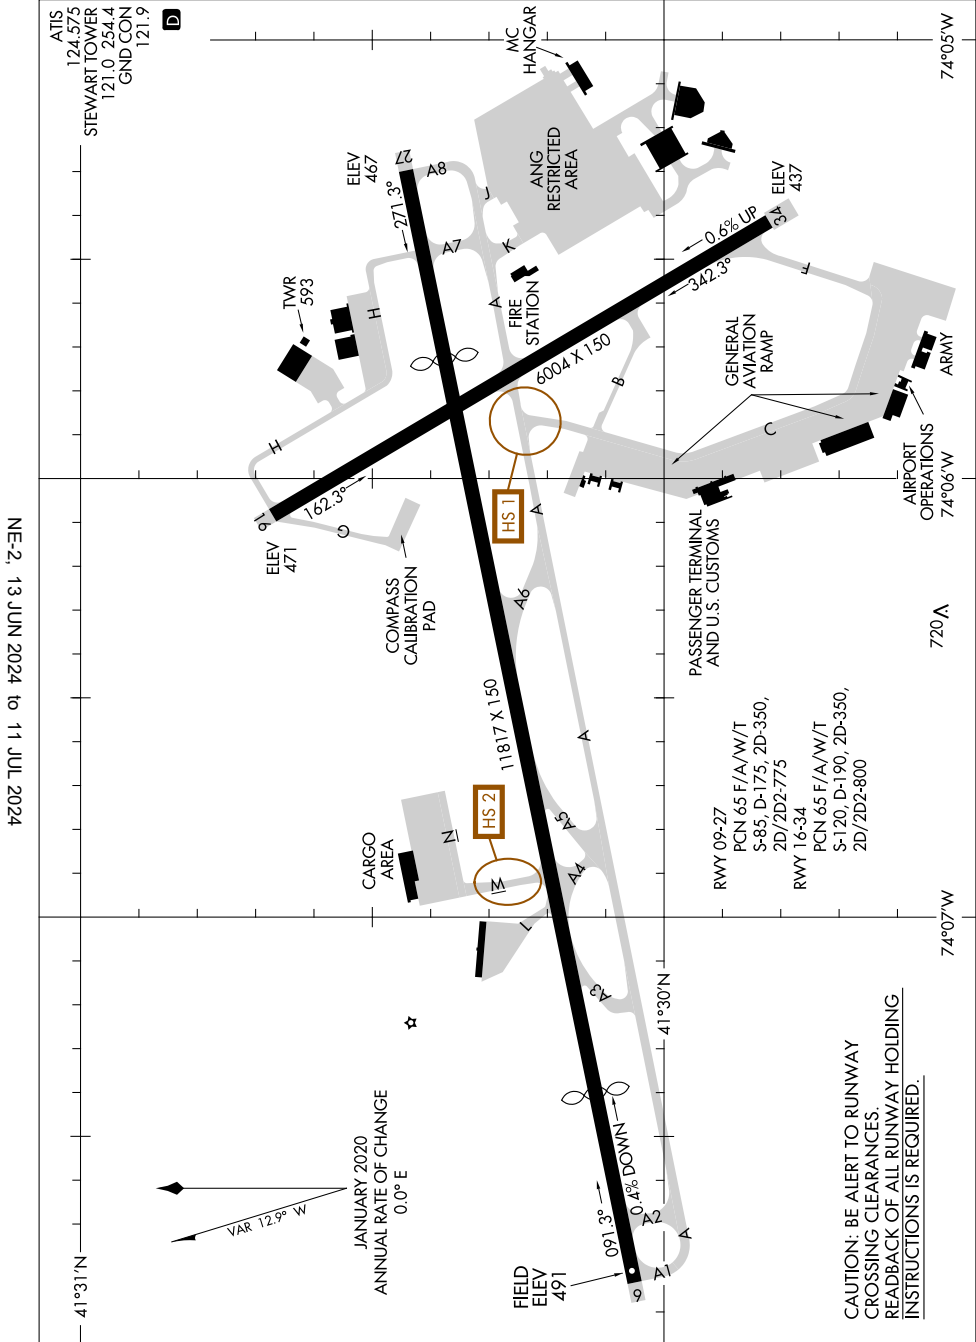 ATIS
124.575
STEWART TOWER
121.0 254.4
GND CON
121.9
D
74°05'W
74°06'W
74°07'W
41°31'N
41°30'N
MC
HANGAR
ANG
RESTRICTED
AREA
ELEV
467
27
271.3°
A8
J
A7
K
ELEV
437
34
0.6% UP
342.3°
F
TWR
593
H
A
FIRE
STATION
6004 X 150
B
GENERAL
AVIATION
RAMP
ARMY
C
AIRPORT
OPERATIONS
H
HS 1
A
162.3°
16
ELEV
471
G
COMPASS
CALIBRATION
PAD
A6
PASSENGER TERMINAL
AND U.S. CUSTOMS
720
11817 X 150
A
RWY 09-27
PCN 65 F/A/W/T
S-85, D-175, 2D-350,
2D/2D2-775
RWY 16-34
PCN 65 F/A/W/T
S-120, D-190, 2D-350,
2D/2D2-800
HS 2
N
A5
CARGO
AREA
M
A4
L
A3
JANUARY 2020
ANNUAL RATE OF CHANGE
0.0° E
VAR 12.9° W
0.4% DOWN
091.3°
A2
A
A1
9
FIELD
ELEV
491
CAUTION: BE ALERT TO RUNWAY
CROSSING CLEARANCES.
READBACK OF ALL RUNWAY HOLDING
INSTRUCTIONS IS REQUIRED.
NE-2, 13 JUN 2024 to 11 JUL 2024